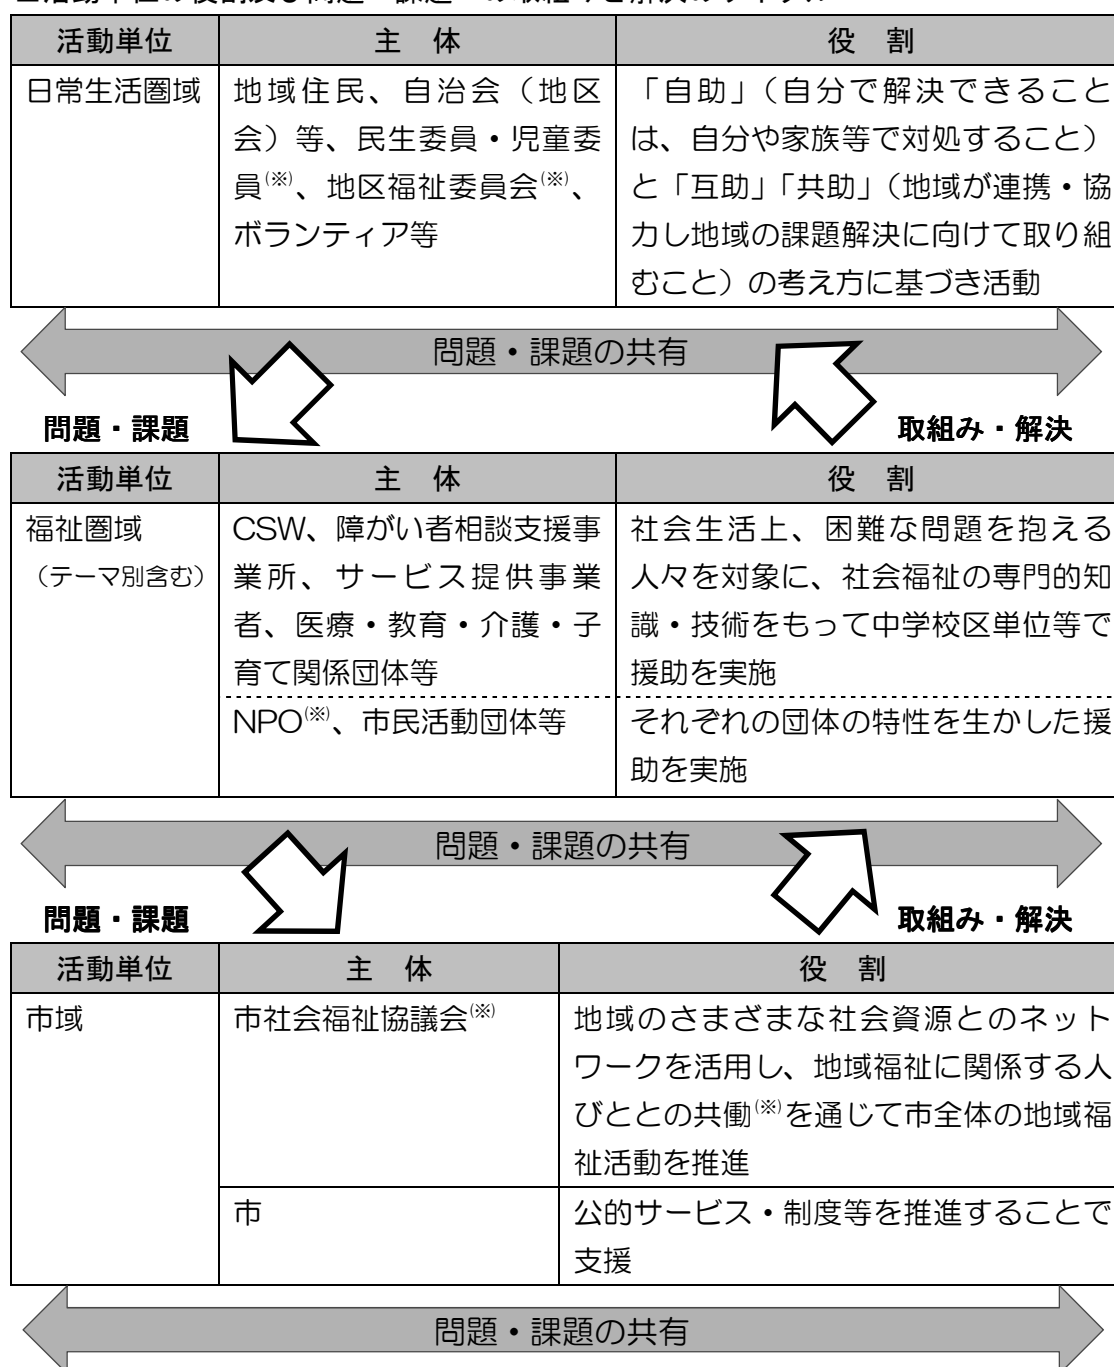 活動単位 主 体 役 割
日常生活圏域
地域住民、自治会（地区
会）等、民生委員・児童委
員(※)、地区福祉委員会(※)、
ボランティア等
「自助」（自分で解決できること
は、自分や家族等で対処すること）
と「互助」「共助」（地域が連携・協
力し地域の課題解決に向けて取り組
むこと）の考え方に基づき活動
問題・課題の共有
問題・課題 取組み・解決
活動単位 主 体 役 割
福祉圏域
（テーマ別含む）
CSW、障がい者相談支援事
業所、サービス提供事業
者、医療・教育・介護・子
育て関係団体等
社会生活上、困難な問題を抱える
人々を対象に、社会福祉の専門的知
識・技術をもって中学校区単位等で
援助を実施
NPO(※)、市民活動団体等
それぞれの団体の特性を生かした援
助を実施
問題・課題の共有
問題・課題 取組み・解決
活動単位 主 体 役 割
市域
市社会福祉協議会(※)
地域のさまざまな社会資源とのネット
ワークを活用し、地域福祉に関係する人
びととの共働(※)を通じて市全体の地域福
祉活動を推進
市
公的サービス・制度等を推進することで
支援
問題・課題の共有